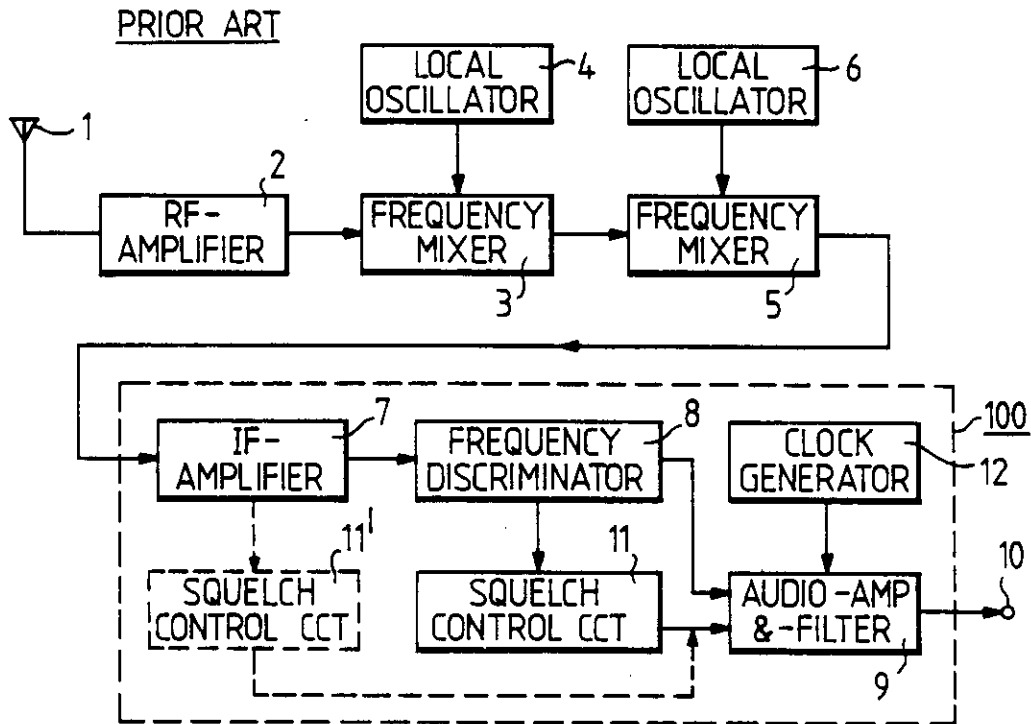 PRIOR ART
LOCAL
OSCILLATOR
4
LOCAL
OSCILLATOR
6
1
2
RF-
AMPLIFIER
FREQUENCY
MIXER
3
FREQUENCY
MIXER
5
7
IF-
AMPLIFIER
8
FREQUENCY
DISCRIMINATOR
CLOCK
GENERATOR
12
100
11'
SQUELCH
CONTROL CCT
11
SQUELCH
CONTROL CCT
AUDIO-AMP
&-FILTER
9
10